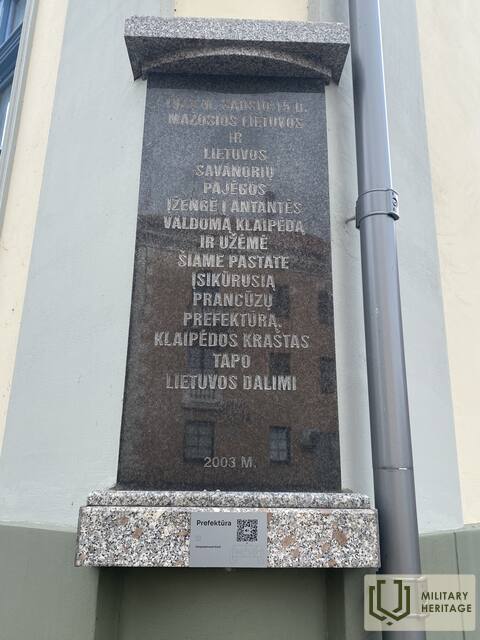 1923 M. SAUSIO 15 D.
MAŽOSIOS LIETUVOS
IR
LIETUVOS
SAVANORIŲ
PAJĖGOS
ĮŽENGĖ Į ANTANTĖS
VALDOMĄ KLAIPĖDĄ
IR UŽĖMĖ
ŠIAME PASTATE
ĮSIKŪRUSIĄ
PRANCŪZŲ
PREFEKTŪRĄ.
KLAIPĖDOS KRAŠTAS
TAPO
LIETUVOS DALIMI
2003 M.
Prefektūra
MILITARY
HERITAGE